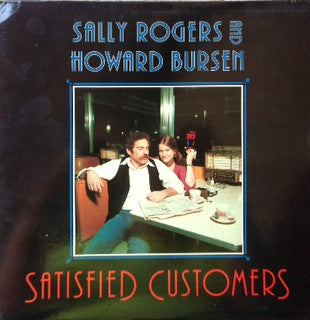 SALLY ROGERS AND
HOWARD BURSEN
SATISFIED CUSTOMERS